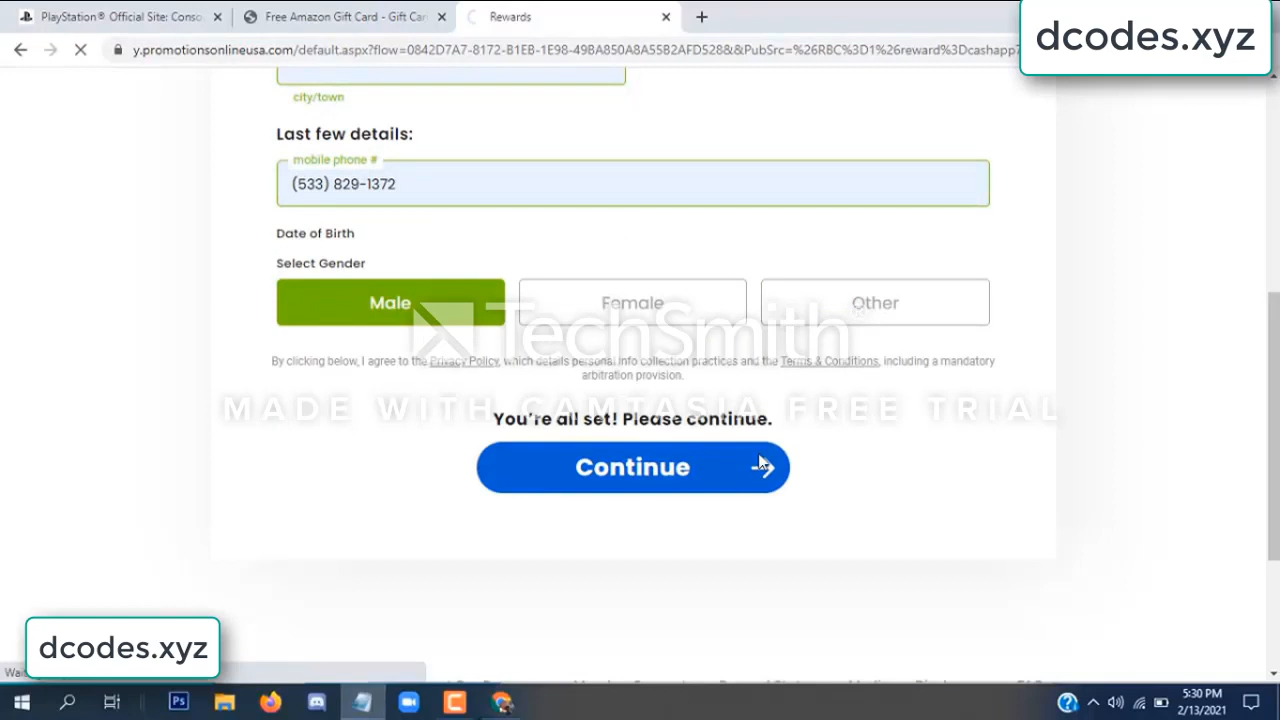 PlayStation® Official Site: Conso
Free Amazon Gift Card - Gift Car
Rewards
y.promotionsonlineusa.com/default.aspx?flow=0842D7A7-8172-B1EB-1E98-49BA850A8A55B2AFD528&&PubSrc=%26RBC%3D1%26reward%3Dcashapp7
dcodes.xyz
city/town
Last few details:
mobile phone #
(533) 829-1372
Date of Birth
Select Gender
Male
Female
Other
TechSmith
By clicking below, I agree to the Privacy Policy, which details personal info collection practices and the Terms & Conditions, including a mandatory
arbitration provision.
MADE WITH CAMTASIA FREE TRIAL
You're all set! Please continue.
Continue
dcodes.xyz
Ps
5:30 PM
2/13/2021